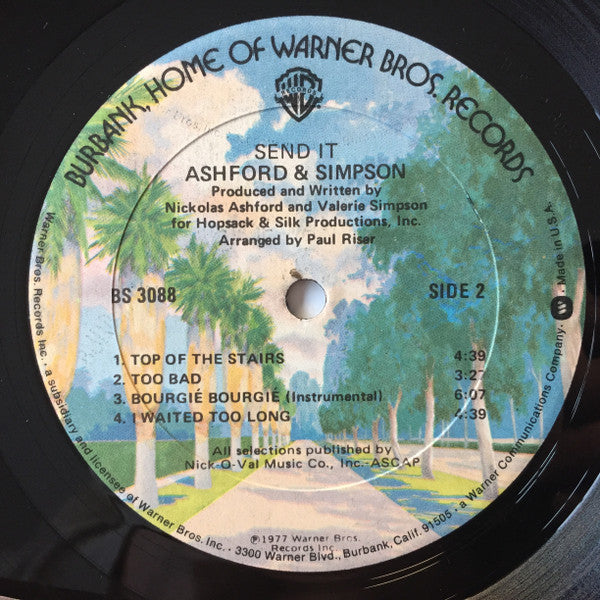 BURBANK, HOME OF WARNER BROS. RECORDS
SEND IT
ASHFORD & SIMPSON
Produced and Written by
Nickolas Ashford and Valerie Simpson
for Hopsack & Silk Productions, Inc.
Arranged by Paul Riser
BS 3088
SIDE 2
1. TOP OF THE STAIRS 4:39
2. TOO BAD 3:27
3. BOURGIÉ BOURGIÉ (Instrumental) 6:07
4. I WAITED TOO LONG 4:39
All selections published by
Nick-O-Val Music Co., Inc.-ASCAP
℗1977 Warner Bros.
Records Inc.
Warner Bros. Records Inc. • a subsidiary and licensee of Warner Bros. Inc. • 3300 Warner Blvd., Burbank, Calif. 91505 • a Warner Communications Company. • Made in U.S.A.